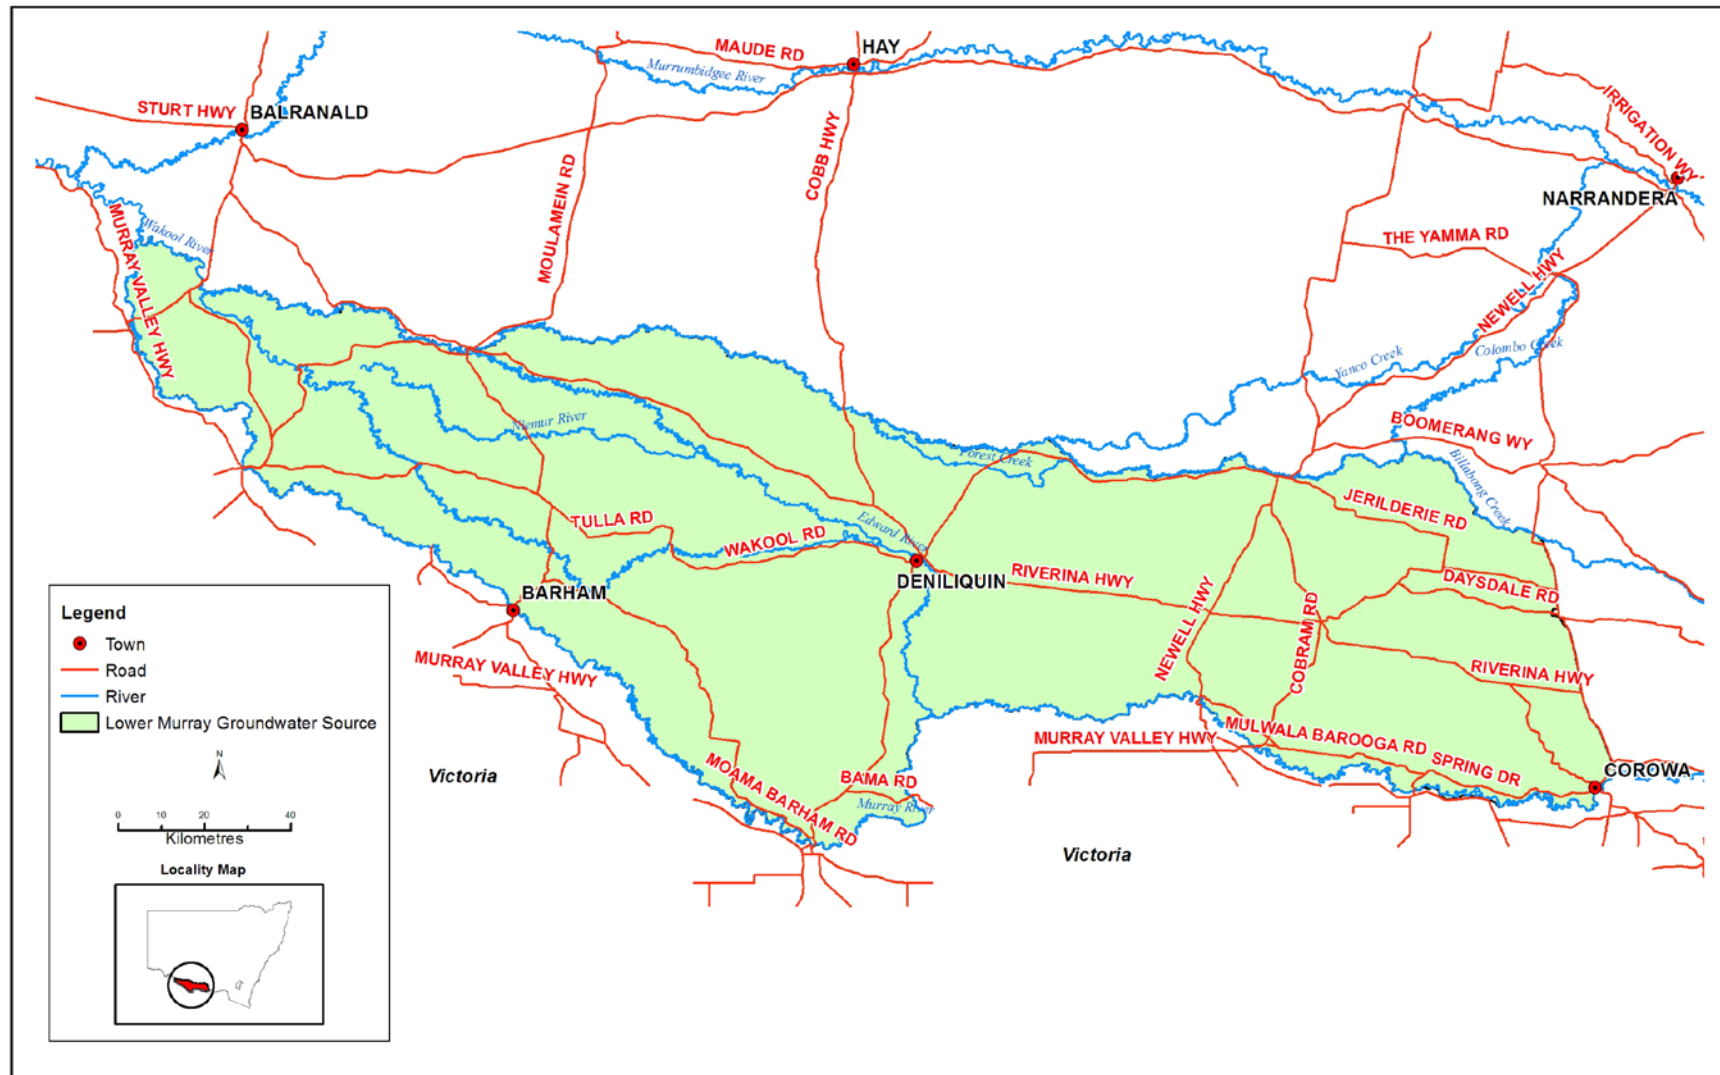 MAUDE RD
HAY
Murrumbidgee River
STURT HWY
BALRANALD
IRRIGATION WY
COBB HWY
MOULAMEIN RD
NARRANDERA
MURRAY VALLEY HWY
Wakool River
THE YAMMA RD
NEWELL HWY
Yanco Creek
Colombo Creek
Niemur River
BOOMERANG WY
Forest Creek
Billabong Creek
JERILDERIE RD
TULLA RD
WAKOOL RD
Edward River
DENILIQUIN
RIVERINA HWY
DAYSDALE RD
BARHAM
NEWELL HWY
COBRAM RD
MURRAY VALLEY HWY
RIVERINA HWY
MULWALA BAROOGA RD
MURRAY VALLEY HWY
SPRING DR
COROWA
MOAMA BARHAM RD
BAMA RD
Murray River
Victoria
Victoria
Legend
Town
Road
River
Lower Murray Groundwater Source
N
0 10 20 40
Kilometres
Locality Map